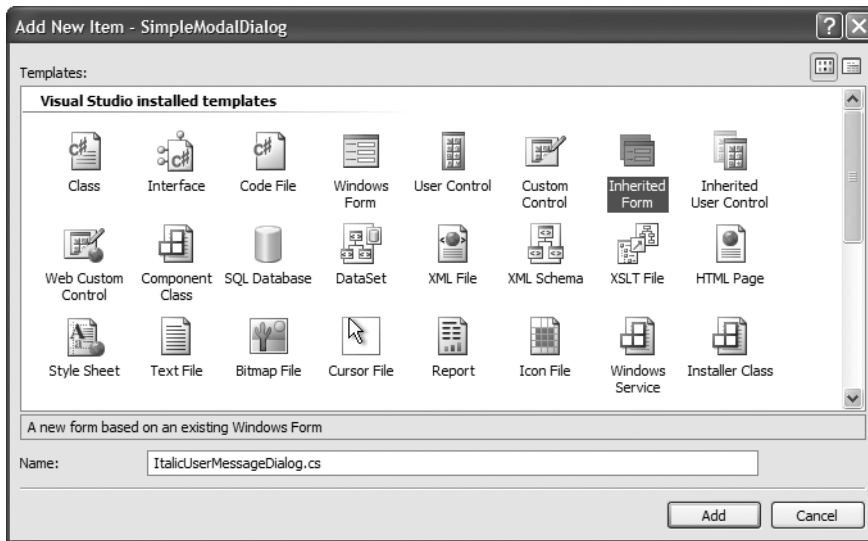 Add New Item - SimpleModalDialog
Templates:
Visual Studio installed templates
Class
Interface
Code File
Windows
Form
User Control
Custom
Control
Inherited
Form
Inherited
User Control
Web Custom
Control
Component
Class
SQL Database
DataSet
XML File
XML Schema
XSLT File
HTML Page
Style Sheet
Text File
Bitmap File
Cursor File
Report
Icon File
Windows
Service
Installer Class
A new form based on an existing Windows Form
Name:
ItalicUserMessageDialog.cs
Add
Cancel